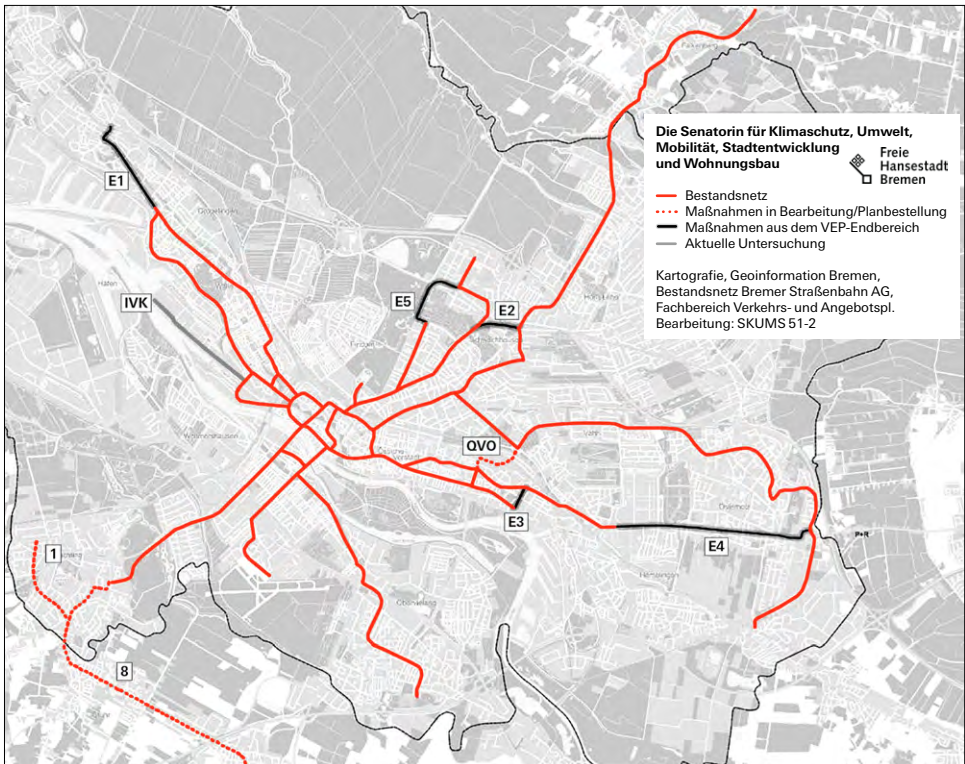 Die Senatorin für Klimaschutz, Umwelt,
Mobilität, Stadtentwicklung
und Wohnungsbau
Freie
Hansestadt
Bremen
Bestandsnetz
Maßnahmen in Bearbeitung/Planbestellung
Maßnahmen aus dem VEP-Endbereich
Aktuelle Untersuchung
Kartografie, Geoinformation Bremen,
Bestandsnetz Bremer Straßenbahn AG,
Fachbereich Verkehrs- und Angebotspl.
Bearbeitung: SKUMS 51-2
E1
IVK
E5
E2
QVO
E3
E4
P+R
1
8